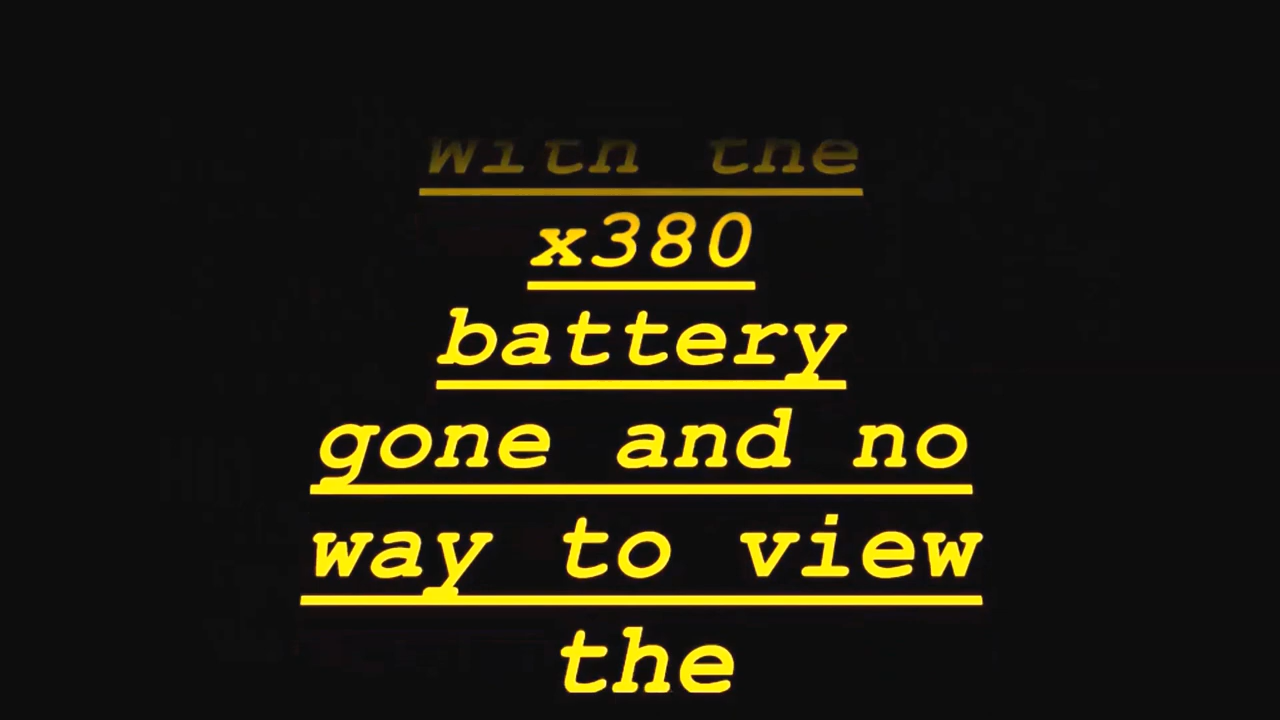 with the
x380
battery
gone and no
way to view
the